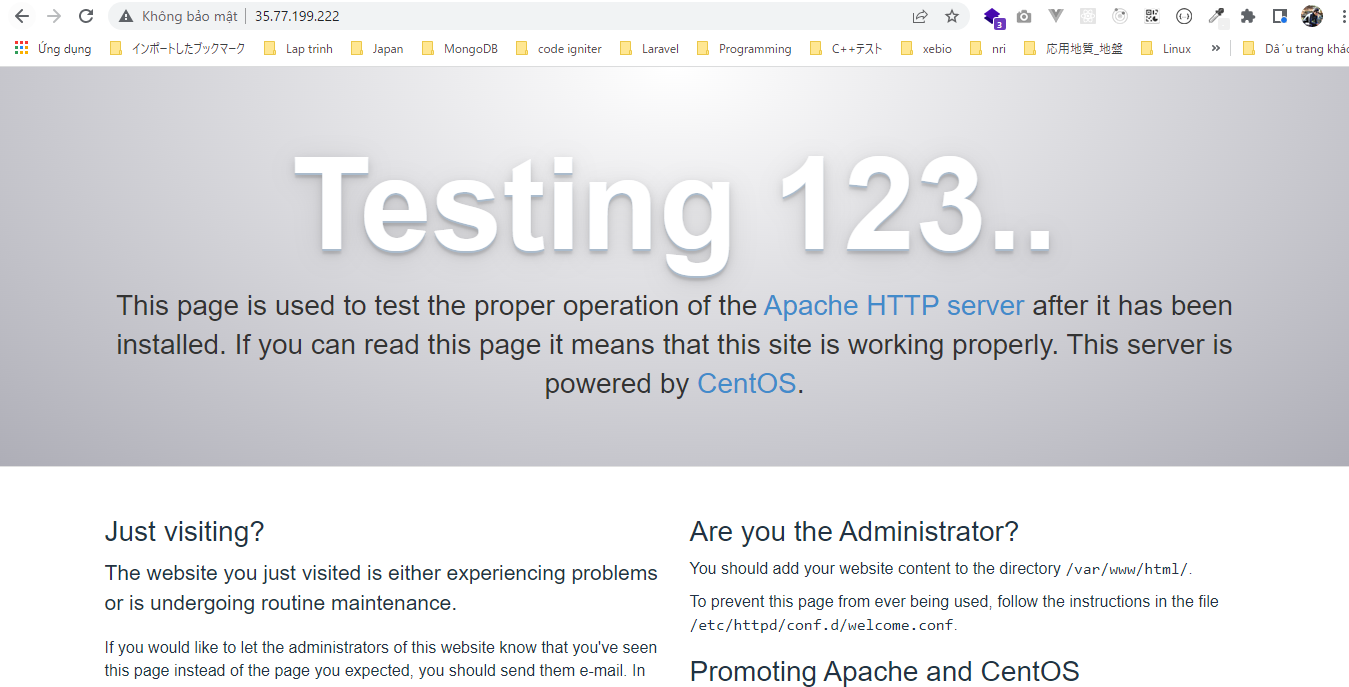 Không bảo mật 35.77.199.222
3
Ứng dụng インポートしたブックマーク Lap trinh Japan MongoDB code igniter Laravel Programming C++テスト xebio nri 応用地質_地盤 Linux » Dấu trang khác
Testing 123..
This page is used to test the proper operation of the Apache HTTP server after it has been
installed. If you can read this page it means that this site is working properly. This server is
powered by CentOS.
Just visiting?
The website you just visited is either experiencing problems
or is undergoing routine maintenance.
If you would like to let the administrators of this website know that you've seen
this page instead of the page you expected, you should send them e-mail. In
Are you the Administrator?
You should add your website content to the directory /var/www/html/.
To prevent this page from ever being used, follow the instructions in the file
/etc/httpd/conf.d/welcome.conf.
Promoting Apache and CentOS